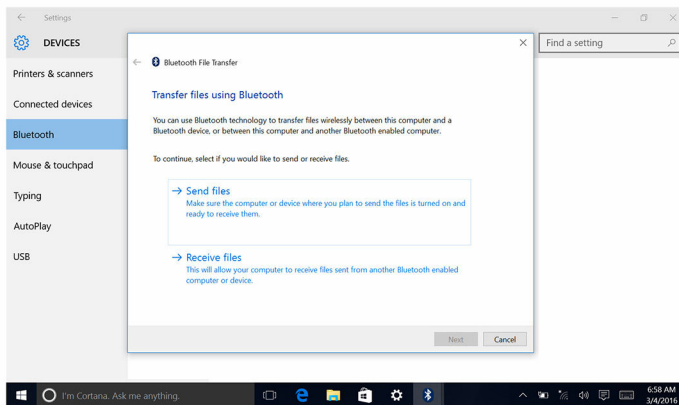 Settings
DEVICES
Find a setting
Printers & scanners
Connected devices
Bluetooth
Mouse & touchpad
Typing
AutoPlay
USB
Bluetooth File Transfer
Transfer files using Bluetooth
You can use Bluetooth technology to transfer files wirelessly between this computer and a
Bluetooth device, or between this computer and another Bluetooth enabled computer.
To continue, select if you would like to send or receive files.
Send files
Make sure the computer or device where you plan to send the files is turned on and
ready to receive them.
Receive files
This will allow your computer to receive files sent from another Bluetooth enabled
computer or device.
Next
Cancel
I'm Cortana. Ask me anything.
6:58 AM
3/4/2016